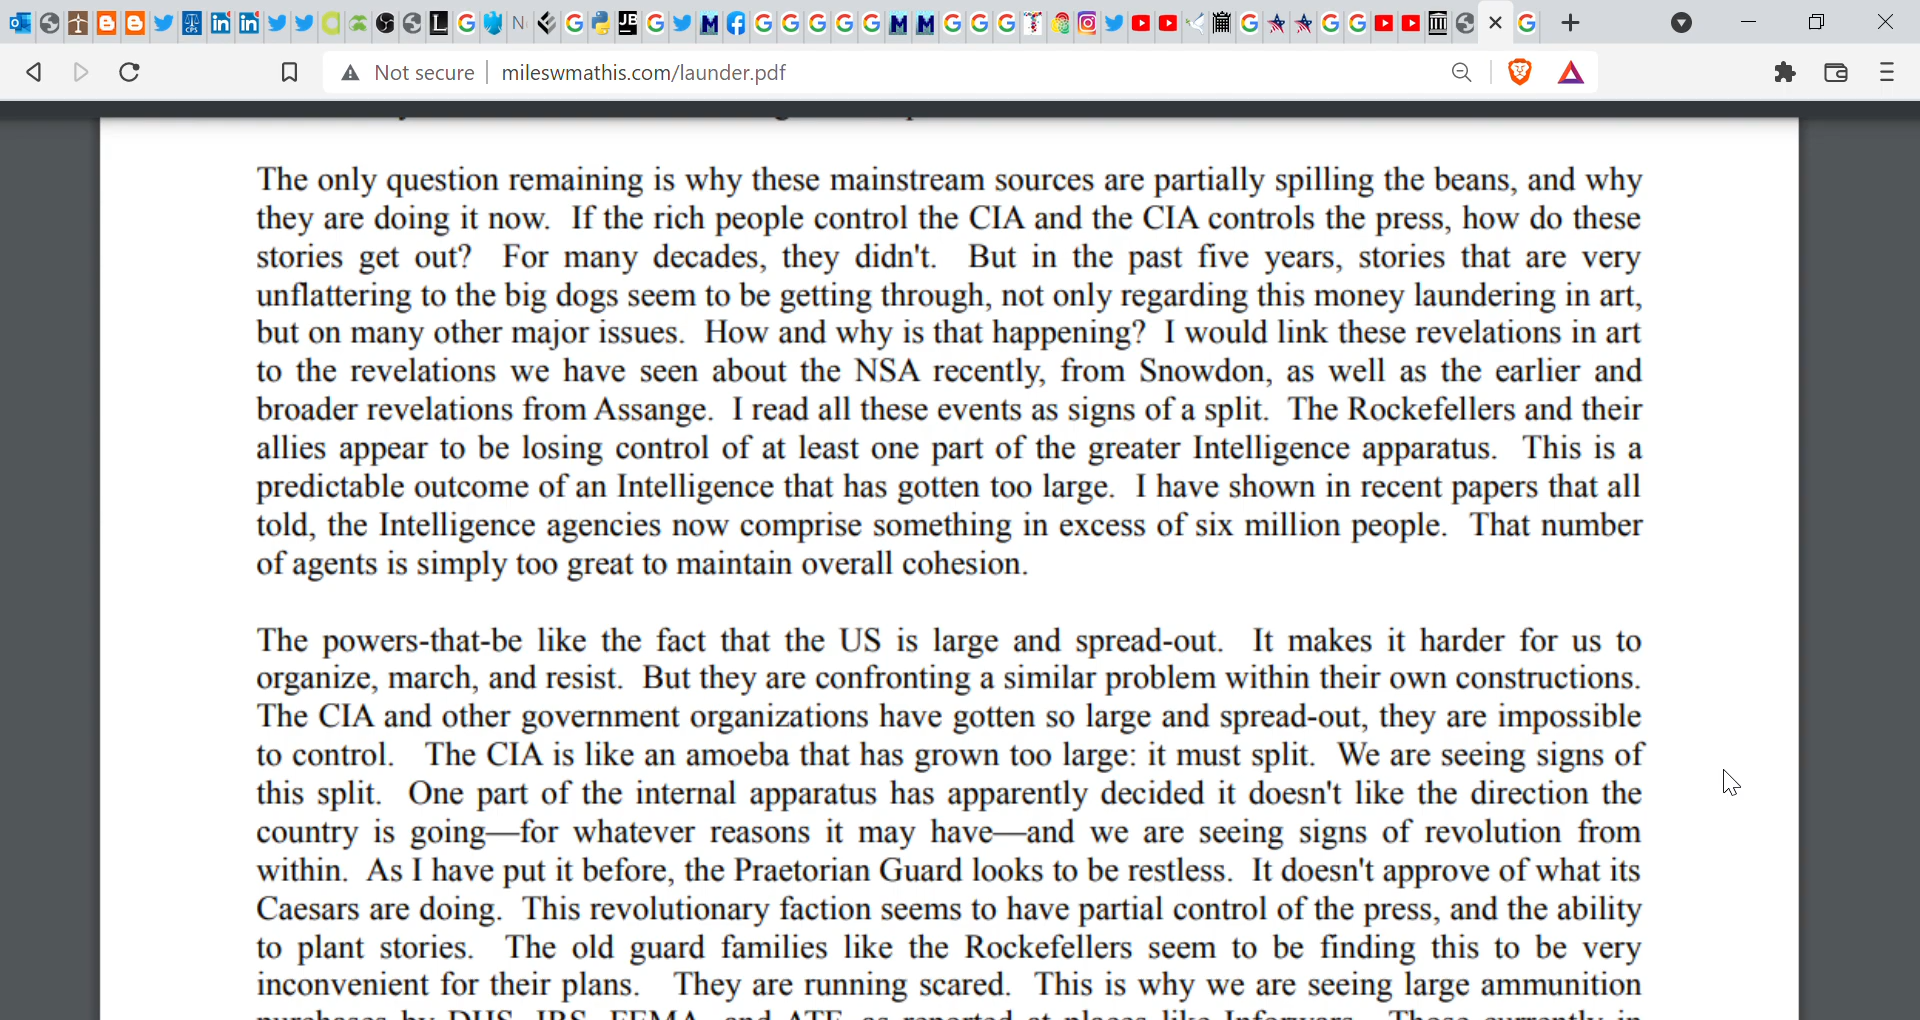 Not secure
mileswmathis.com/launder.pdf
The only question remaining is why these mainstream sources are partially spilling the beans, and why
they are doing it now. If the rich people control the CIA and the CIA controls the press, how do these
stories get out? For many decades, they didn't. But in the past five years, stories that are very
unflattering to the big dogs seem to be getting through, not only regarding this money laundering in art,
but on many other major issues. How and why is that happening? I would link these revelations in art
to the revelations we have seen about the NSA recently, from Snowdon, as well as the earlier and
broader revelations from Assange. I read all these events as signs of a split. The Rockefellers and their
allies appear to be losing control of at least one part of the greater Intelligence apparatus. This is a
predictable outcome of an Intelligence that has gotten too large. I have shown in recent papers that all
told, the Intelligence agencies now comprise something in excess of six million people. That number
of agents is simply too great to maintain overall cohesion.
The powers-that-be like the fact that the US is large and spread-out. It makes it harder for us to
organize, march, and resist. But they are confronting a similar problem within their own constructions.
The CIA and other government organizations have gotten so large and spread-out, they are impossible
to control. The CIA is like an amoeba that has grown too large: it must split. We are seeing signs of
this split. One part of the internal apparatus has apparently decided it doesn't like the direction the
country is going—for whatever reasons it may have—and we are seeing signs of revolution from
within. As I have put it before, the Praetorian Guard looks to be restless. It doesn't approve of what its
Caesars are doing. This revolutionary faction seems to have partial control of the press, and the ability
to plant stories. The old guard families like the Rockefellers seem to be finding this to be very
inconvenient for their plans. They are running scared. This is why we are seeing large ammunition
purchases by DHS, IRS, FEMA, and ATF, as reported at places like Infowars. Those currently in